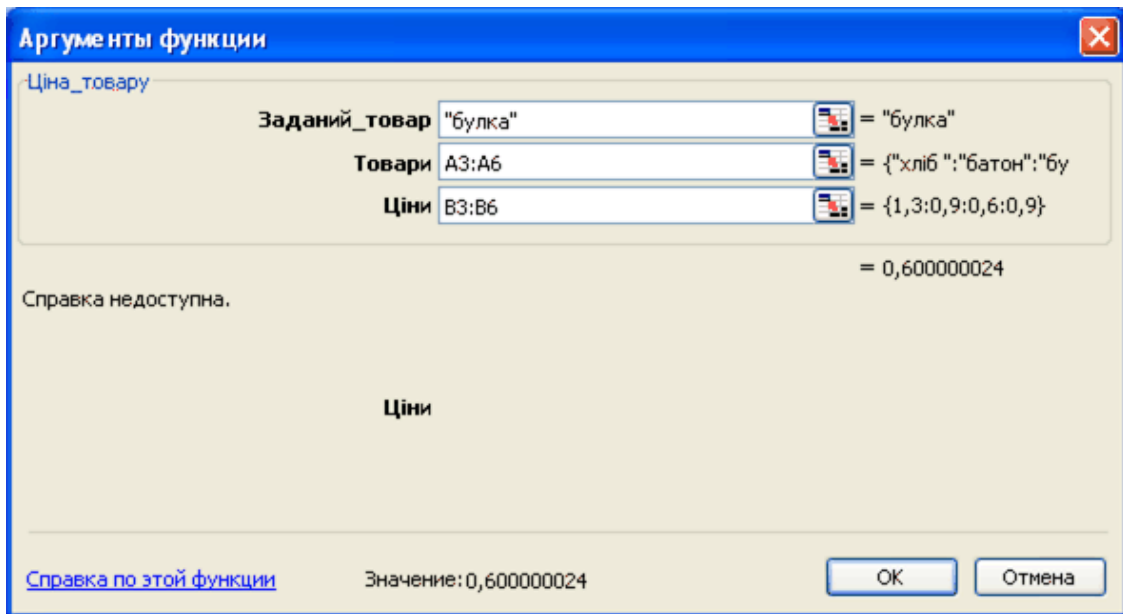 Аргументы функции
Ціна_товару
Заданий_товар "булка" = "булка"
Товари A3:A6 = {"хліб ":"батон":"бу
Ціни B3:B6 = {1,3:0,9:0,6:0,9}
= 0,600000024
Справка недоступна.
Ціни
Справка по этой функции Значение:0,600000024 ОК Отмена